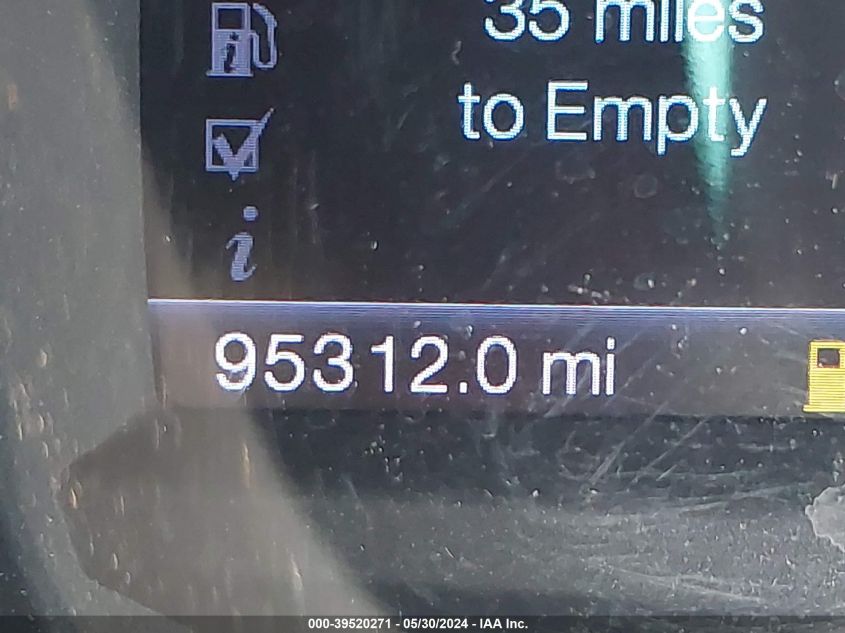 35 miles
to Empty
i
95312.0 mi
000-39520271 - 05/30/2024 - IAA Inc.